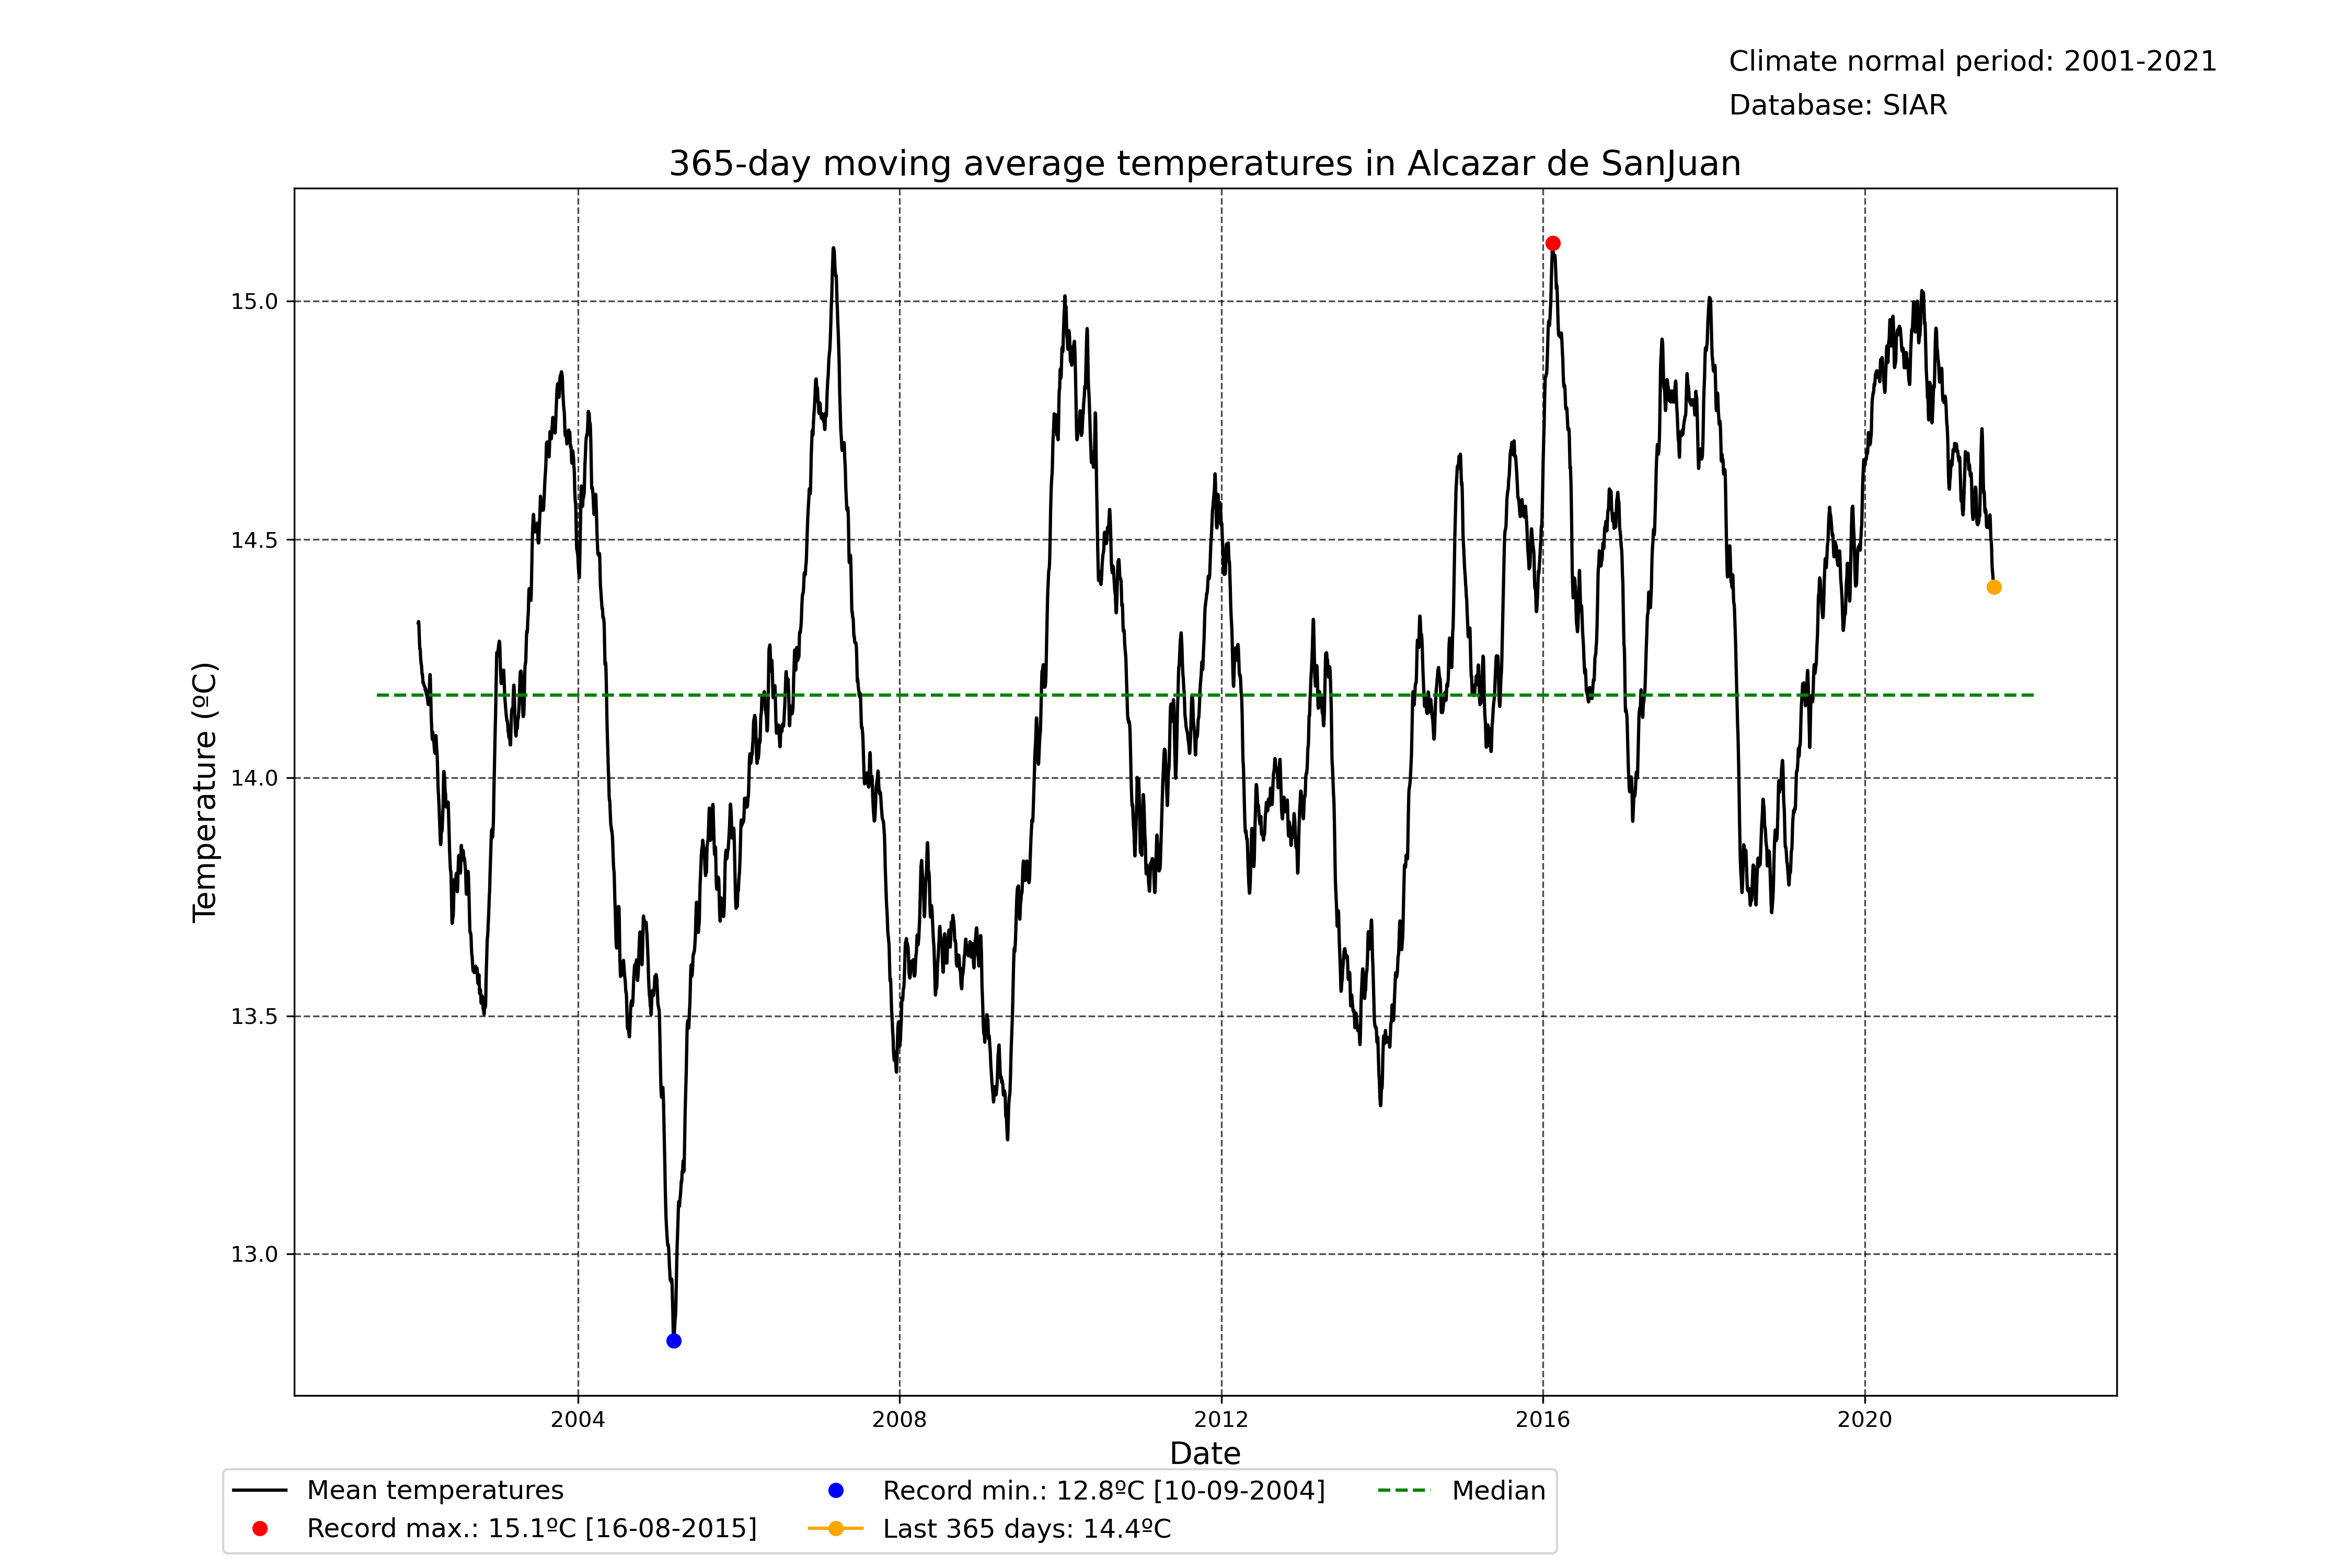 Climate normal period: 2001-2021
Database: SIAR
365-day moving average temperatures in Alcazar de SanJuan
Temperature (ºC)
15.0
14.5
14.0
13.5
13.0
2004 2008 2012 2016 2020
Date
Mean temperatures
Record max.: 15.1ºC [16-08-2015]
Record min.: 12.8ºC [10-09-2004]
Last 365 days: 14.4ºC
Median